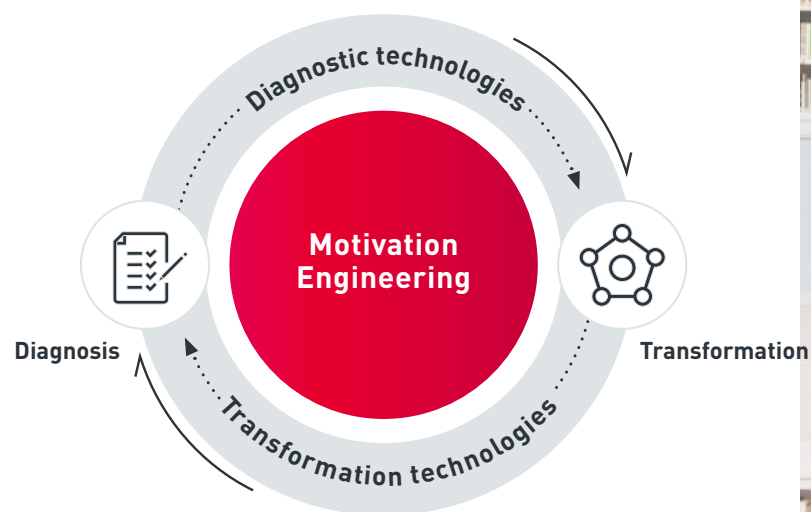 Diagnostic technologies
Motivation
Engineering
Diagnosis
Transformation
Transformation technologies